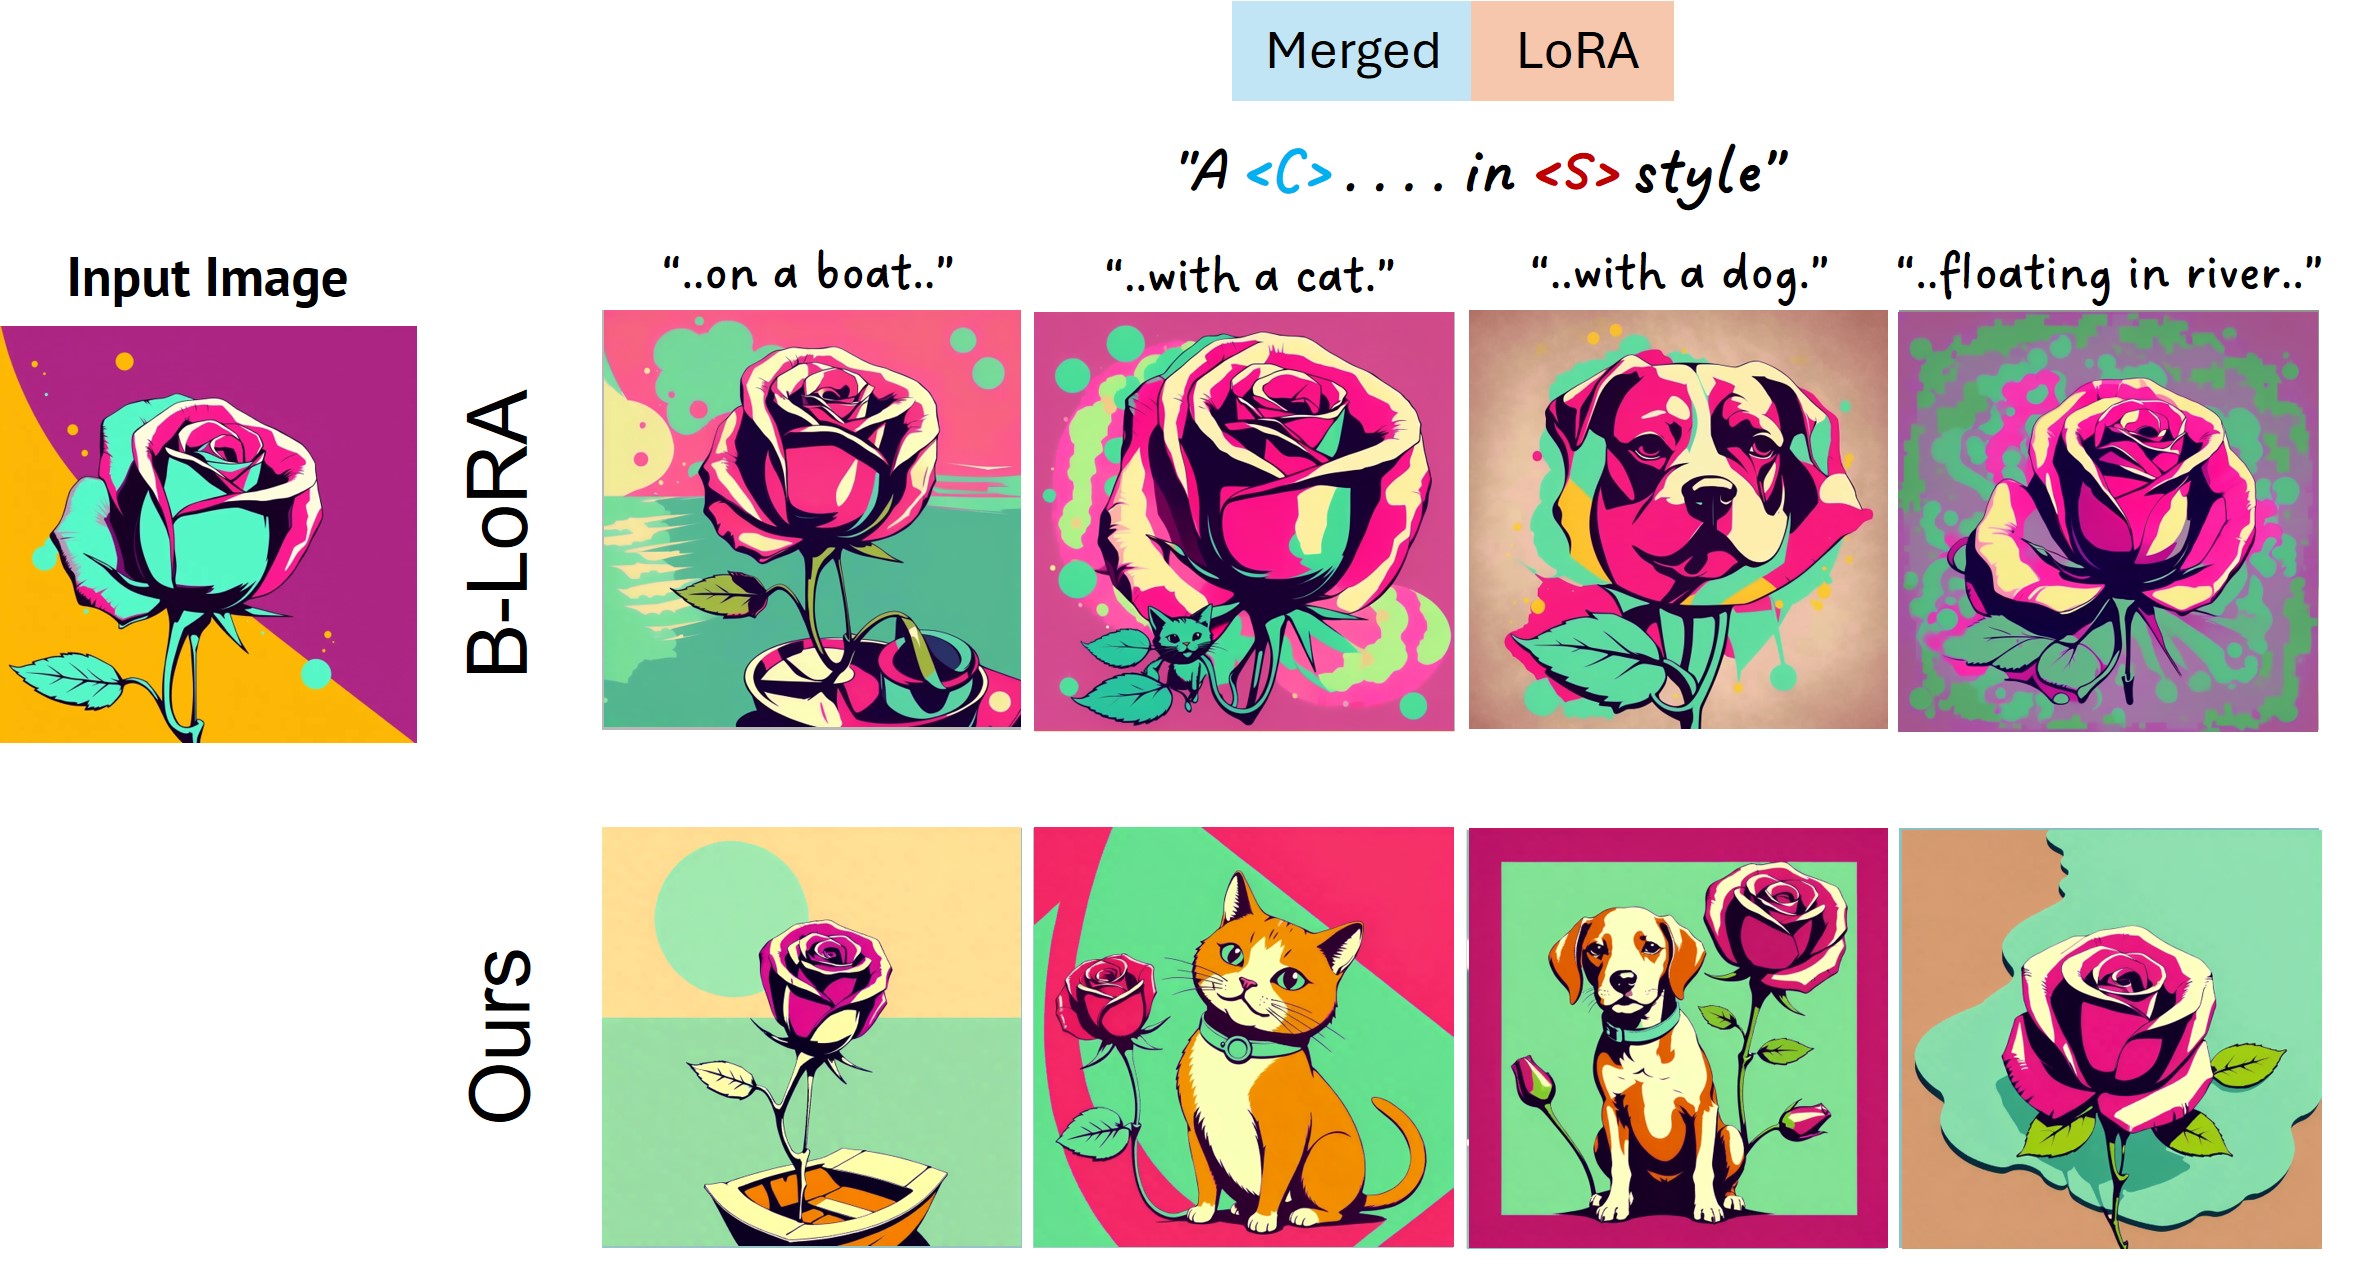 Merged LoRA
"A <C> . . . . in <S> style"
Input Image
“..on a boat..”
“..with a cat.”
“..with a dog.”
“..floating in river..”
B-LoRA
Ours